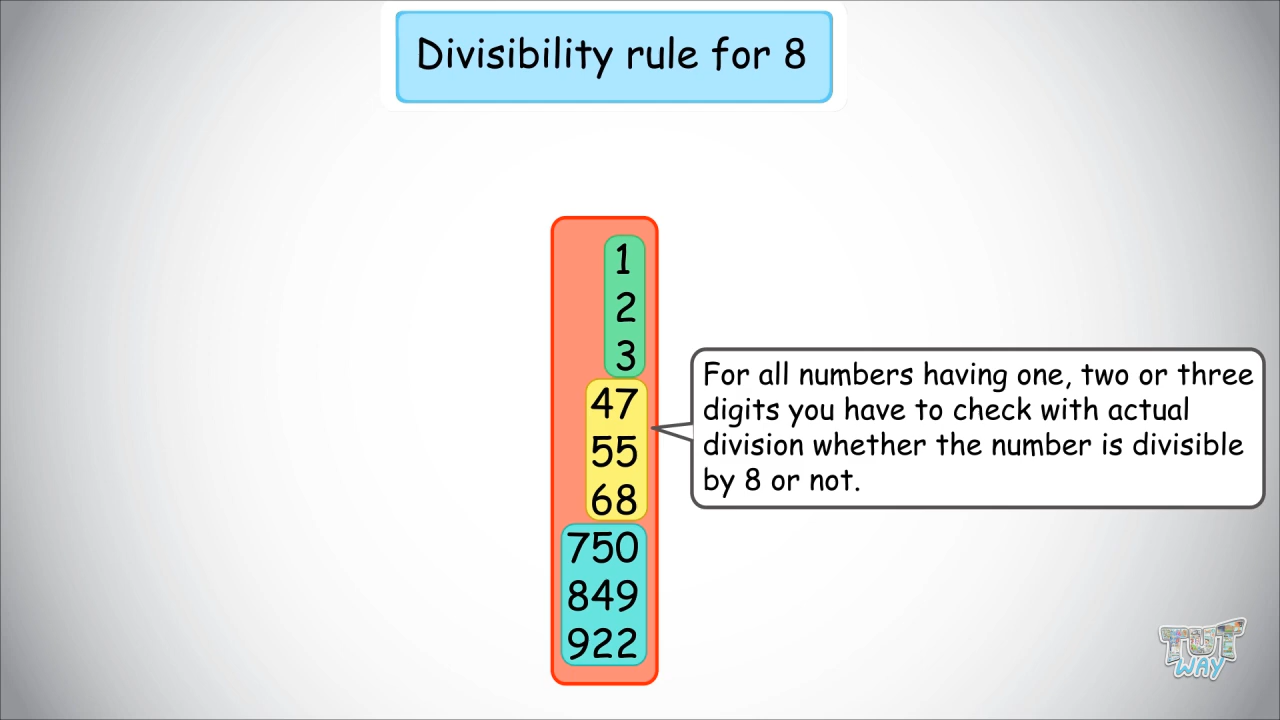 Divisibility rule for 8
1
2
3
47
55
68
750
849
922
For all numbers having one, two or three
digits you have to check with actual
division whether the number is divisible
by 8 or not.
TUT
WAY